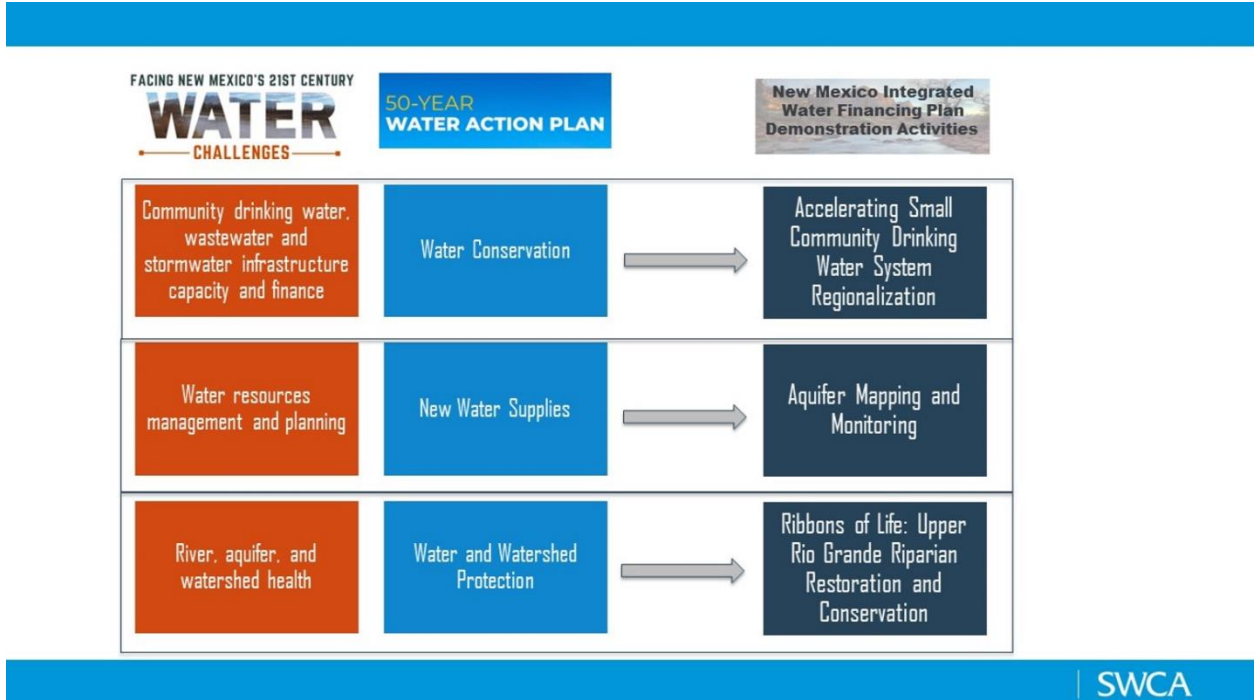 FACING NEW MEXICO'S 21ST CENTURY
WATER
CHALLENGES
50-YEAR
WATER ACTION PLAN
New Mexico Integrated
Water Financing Plan
Demonstration Activities
Community drinking water,
wastewater and
stormwater infrastructure
capacity and finance
Water Conservation
Accelerating Small
Community Drinking
Water System
Regionalization
Water resources
management and planning
New Water Supplies
Aquifer Mapping and
Monitoring
River, aquifer, and
watershed health
Water and Watershed
Protection
Ribbons of Life: Upper
Rio Grande Riparian
Restoration and
Conservation
SWCA